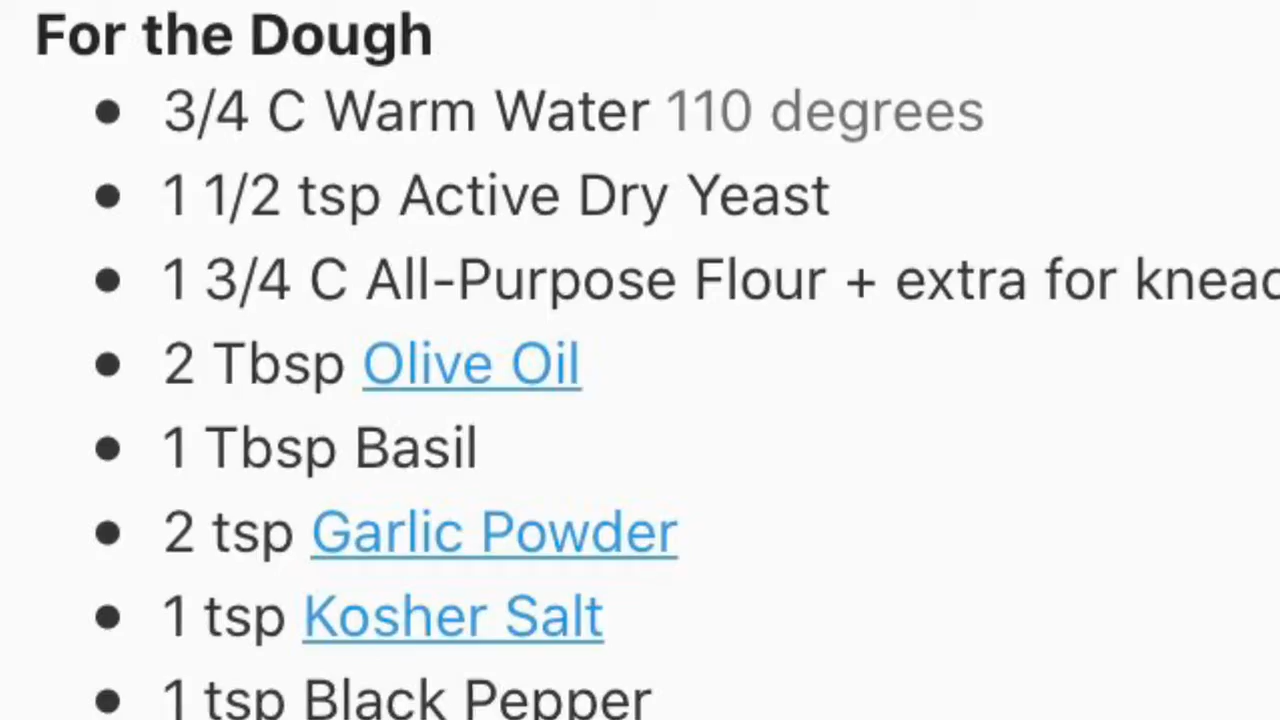 For the Dough
3/4 C Warm Water 110 degrees
1 1/2 tsp Active Dry Yeast
1 3/4 C All-Purpose Flour + extra for knead
2 Tbsp Olive Oil
1 Tbsp Basil
2 tsp Garlic Powder
1 tsp Kosher Salt
1 tsp Black Pepper